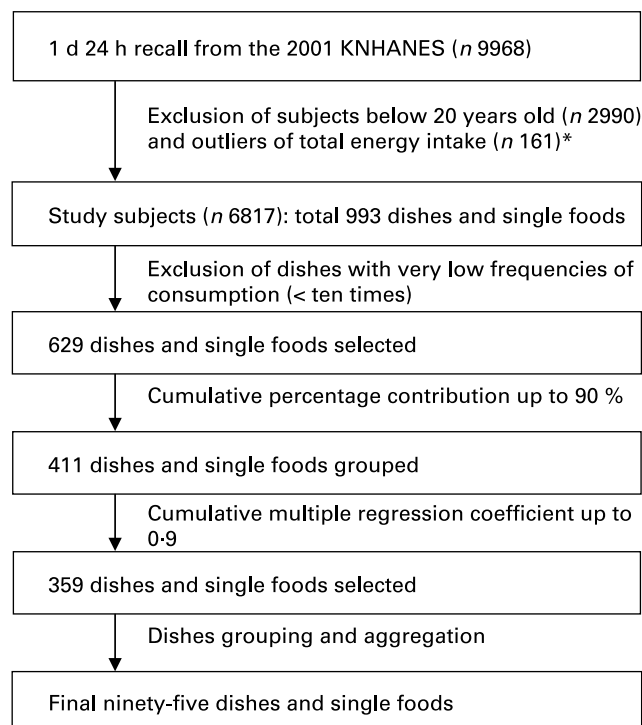 1 d 24 h recall from the 2001 KNHANES (n 9968)
Exclusion of subjects below 20 years old (n 2990)
and outliers of total energy intake (n 161)*
Study subjects (n 6817): total 993 dishes and single foods
Exclusion of dishes with very low frequencies of
consumption (< ten times)
629 dishes and single foods selected
Cumulative percentage contribution up to 90 %
411 dishes and single foods grouped
Cumulative multiple regression coefficient up to
0·9
359 dishes and single foods selected
Dishes grouping and aggregation
Final ninety-five dishes and single foods